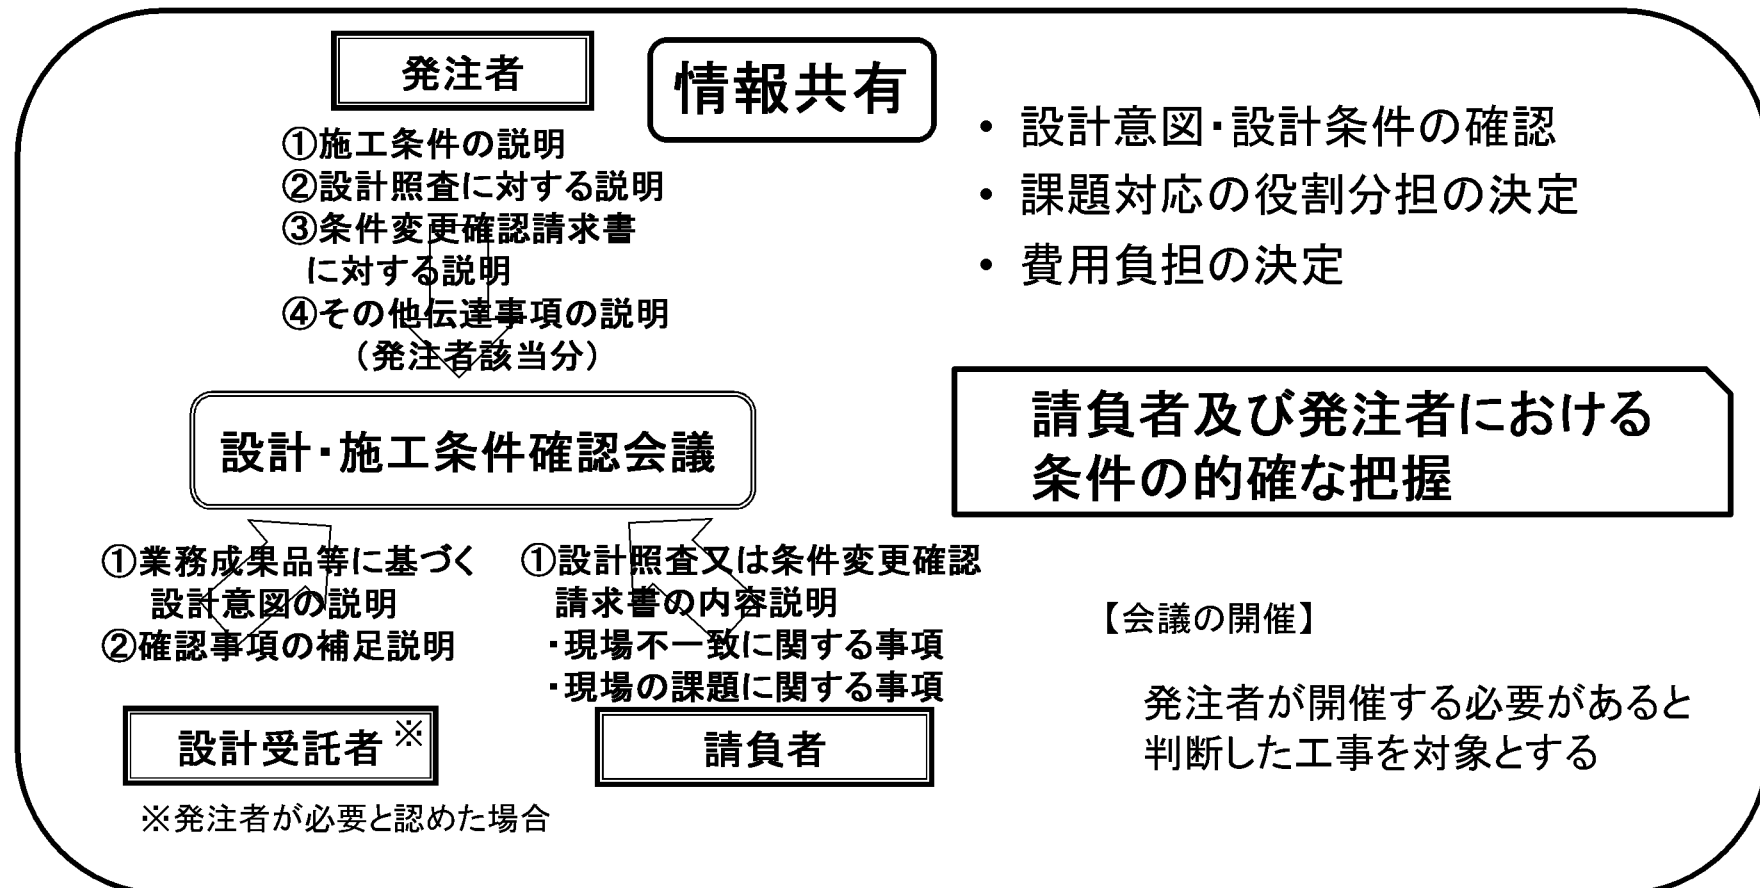 発注者
①施工条件の説明
②設計照査に対する説明
③条件変更確認請求書
に対する説明
④その他伝達事項の説明
（発注者該当分）
情報共有
• 設計意図・設計条件の確認
• 課題対応の役割分担の決定
• 費用負担の決定
設計・施工条件確認会議
請負者及び発注者における
条件の的確な把握
①業務成果品等に基づく
設計意図の説明
②確認事項の補足説明
設計受託者※
※発注者が必要と認めた場合
①設計照査又は条件変更確認
請求書の内容説明
・現場不一致に関する事項
・現場の課題に関する事項
請負者
【会議の開催】
発注者が開催する必要があると
判断した工事を対象とする